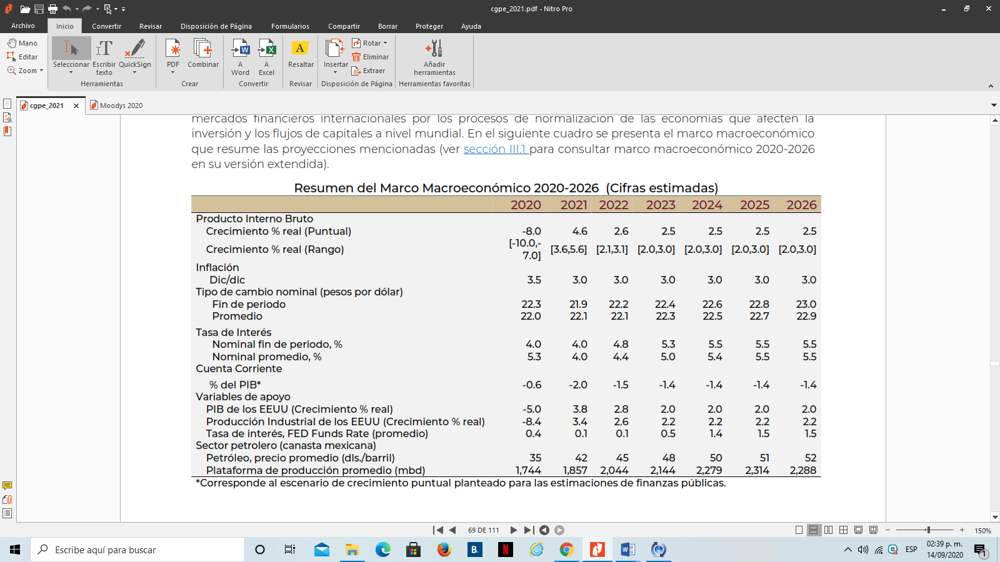 cgpe_2021.pdf - Nitro Pro
Archivo Inicio Convertir Revisar Disposición de Página Formularios Compartir Borrar Proteger Ayuda
Mano
Editar
Zoom
Seleccionar Escribir texto QuickSign
Herramientas
PDF Combinar
Crear
A Word A Excel
Convertir
Resaltar
Revisar
Insertar Rotar Eliminar Extraer
Disposición de Página
Añadir herramientas
Herramientas favoritas
cgpe_2021 Moodys 2020
mercados financieros internacionales por los procesos de normalización de las economías que afecten la
inversión y los flujos de capitales a nivel mundial. En el siguiente cuadro se presenta el marco macroeconómico
que resume las proyecciones mencionadas (ver sección III.1 para consultar marco macroeconómico 2020-2026
en su versión extendida).
Resumen del Marco Macroeconómico 2020-2026 (Cifras estimadas)
2020 2021 2022 2023 2024 2025 2026
Producto Interno Bruto
Crecimiento % real (Puntual) -8.0 4.6 2.6 2.5 2.5 2.5 2.5
Crecimiento % real (Rango) [-10.0,-7.0] [3.6,5.6] [2.1,3.1] [2.0,3.0] [2.0,3.0] [2.0,3.0] [2.0,3.0]
Inflación
Dic/dic 3.5 3.0 3.0 3.0 3.0 3.0 3.0
Tipo de cambio nominal (pesos por dólar)
Fin de periodo 22.3 21.9 22.2 22.4 22.6 22.8 23.0
Promedio 22.0 22.1 22.1 22.3 22.5 22.7 22.9
Tasa de Interés
Nominal fin de periodo, % 4.0 4.0 4.8 5.3 5.5 5.5 5.5
Nominal promedio, % 5.3 4.0 4.4 5.0 5.4 5.5 5.5
Cuenta Corriente
% del PIB* -0.6 -2.0 -1.5 -1.4 -1.4 -1.4 -1.4
Variables de apoyo
PIB de los EEUU (Crecimiento % real) -5.0 3.8 2.8 2.0 2.0 2.0 2.0
Producción Industrial de los EEUU (Crecimiento % real) -8.4 3.4 2.6 2.2 2.2 2.2 2.2
Tasa de interés, FED Funds Rate (promedio) 0.4 0.1 0.1 0.5 1.4 1.5 1.5
Sector petrolero (canasta mexicana)
Petróleo, precio promedio (dls./barril) 35 42 45 48 50 51 52
Plataforma de producción promedio (mbd) 1,744 1,857 2,044 2,144 2,279 2,314 2,288
*Corresponde al escenario de crecimiento puntual planteado para las estimaciones de finanzas públicas.
69 DE 111
150%
Escribe aquí para buscar
B.
N
ESP
02:39 p. m.
14/09/2020
1